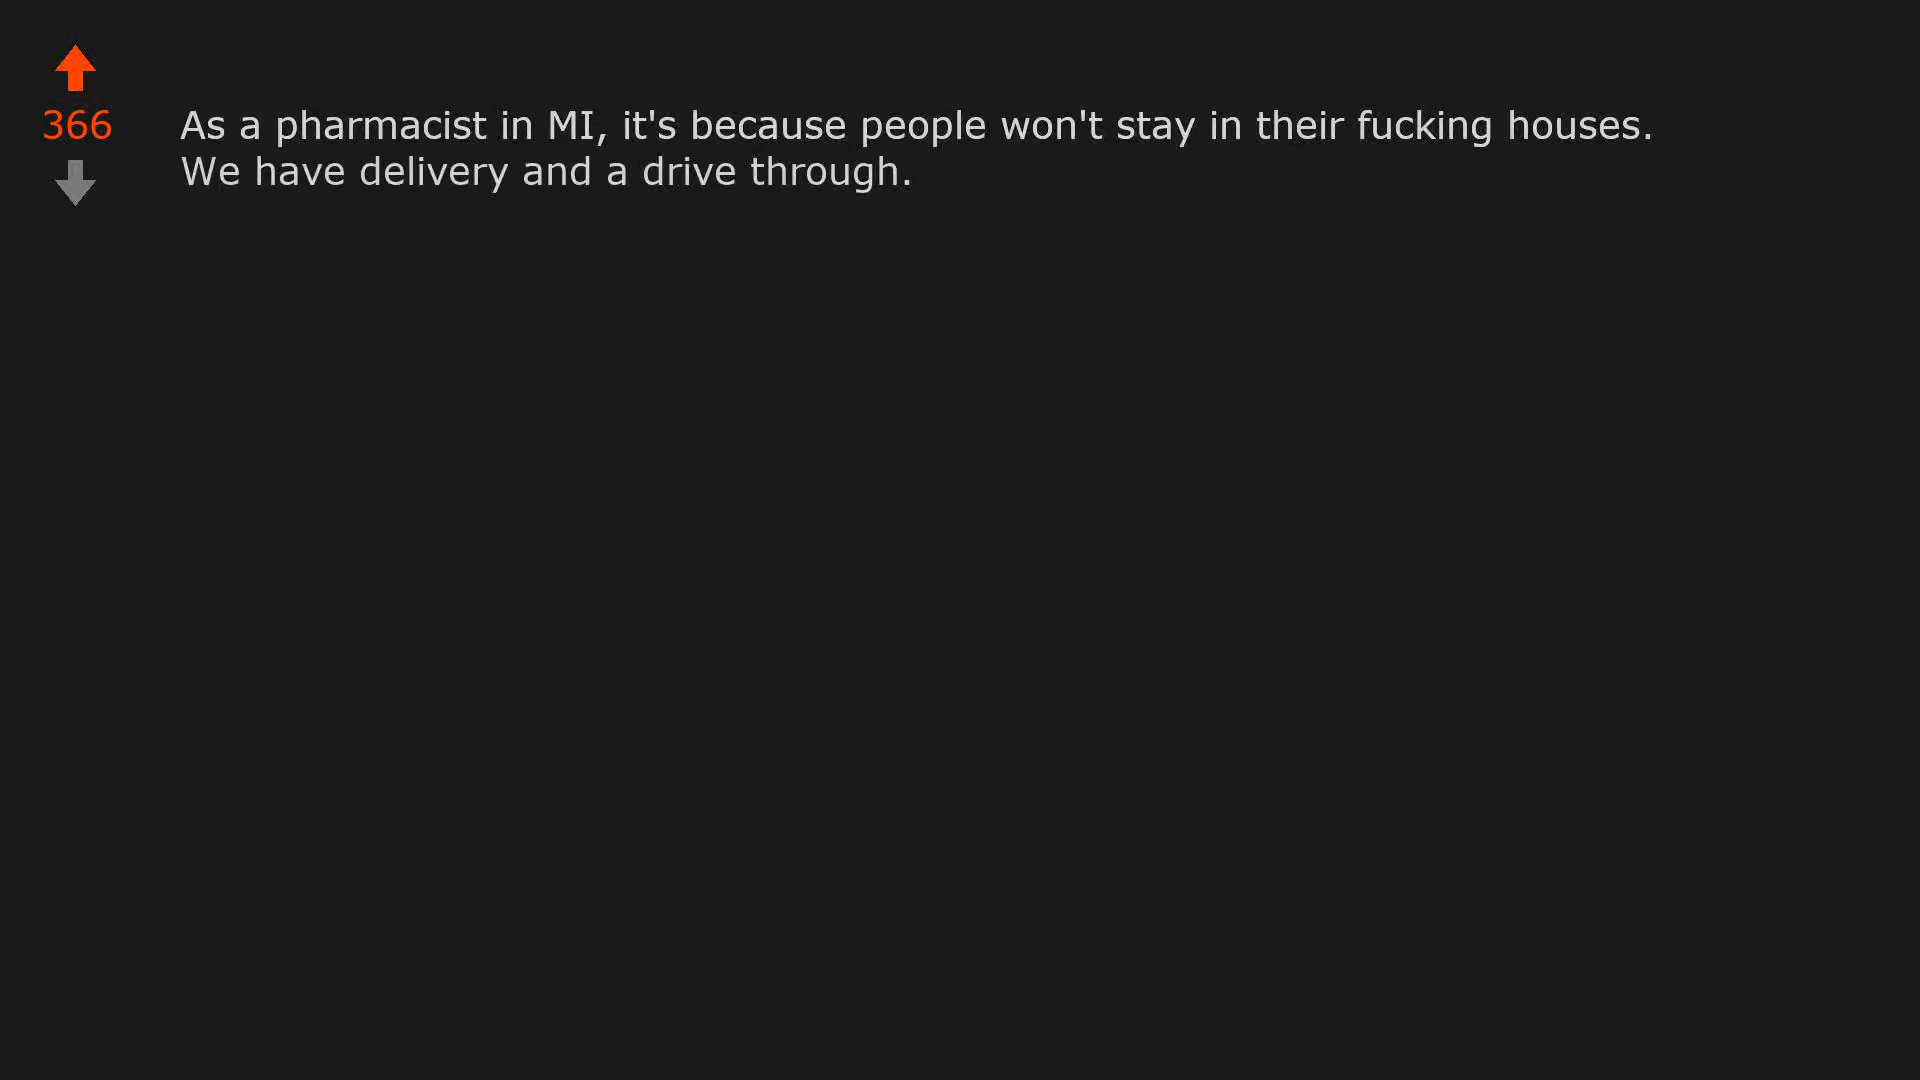 366
As a pharmacist in MI, it's because people won't stay in their fucking houses.
We have delivery and a drive through.